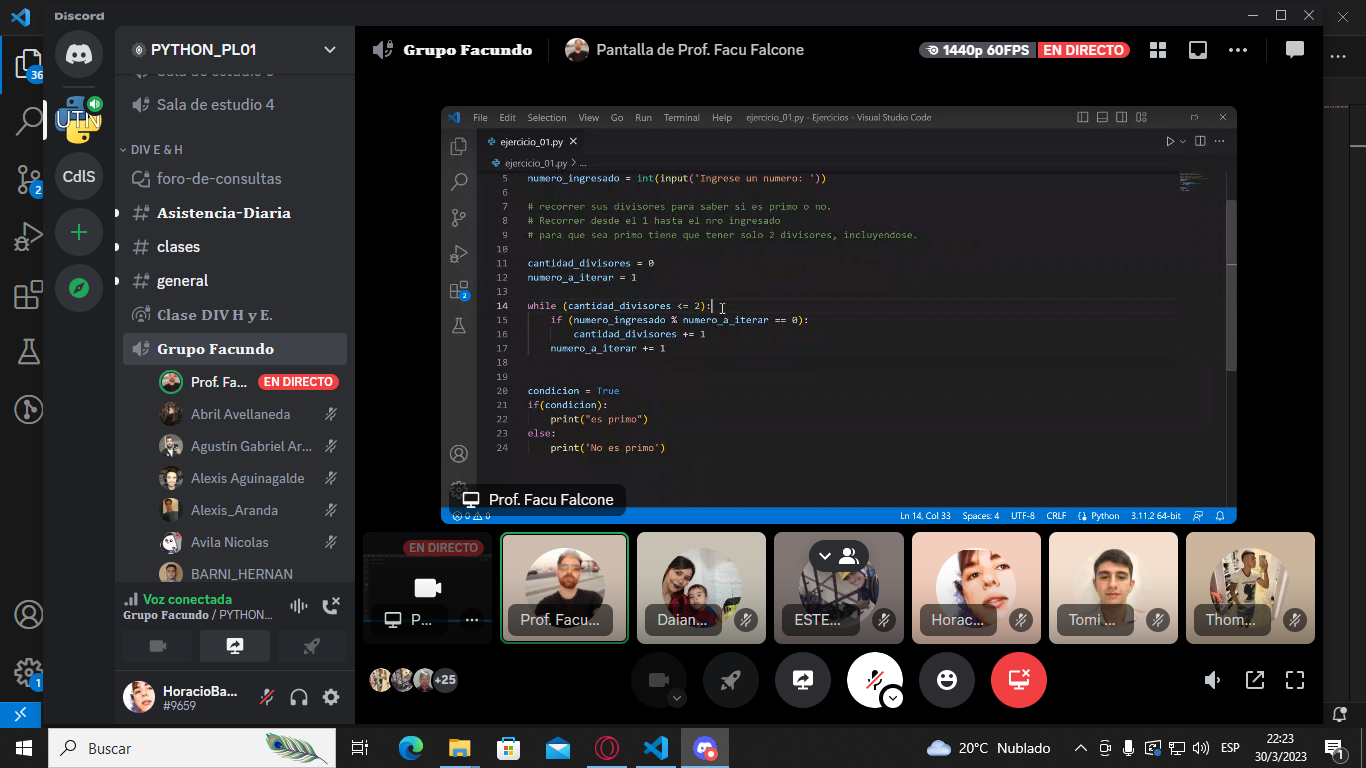 Discord
PYTHON_PL01
Sala de estudio 4
DIV E & H
foro-de-consultas
Asistencia-Diaria
clases
general
Clase DIV H y E.
Grupo Facundo
Prof. Fa... EN DIRECTO
Abril Avellaneda
Agustín Gabriel Ar...
Alexis Aguinagalde
Alexis_Aranda
Avila Nicolas
BARNI_HERNAN
Voz conectada
Grupo Facundo / PYTHON...
HoracioBa...
#9659
UTN
CdlS
36
2
1
Grupo Facundo
Pantalla de Prof. Facu Falcone
1440p 60FPS EN DIRECTO
File Edit Selection View Go Run Terminal Help ejercicio_01.py - Ejercicios - Visual Studio Code
ejercicio_01.py
ejercicio_01.py > ...
5 numero_ingresado = int(input('Ingrese un numero: '))
6
7 # recorrer sus divisores para saber si es primo o no.
8 # Recorrer desde el 1 hasta el nro ingresado
9 # para que sea primo tiene que tener solo 2 divisores, incluyendose.
10
11 cantidad_divisores = 0
12 numero_a_iterar = 1
13
14 while (cantidad_divisores <= 2):
15 if (numero_ingresado % numero_a_iterar == 0):
16 cantidad_divisores += 1
17 numero_a_iterar += 1
18
19
20 condicion = True
21 if(condicion):
22 print("es primo")
23 else:
24 print('No es primo')
2
Prof. Facu Falcone
0 0 Ln 14, Col 33 Spaces: 4 UTF-8 CRLF Python 3.11.2 64-bit
EN DIRECTO
P...
Prof. Facu...
Daian...
ESTE...
Horac...
Tomi ...
Thom...
+25
Buscar
20°C Nublado
ESP
22:23
30/3/2023
1